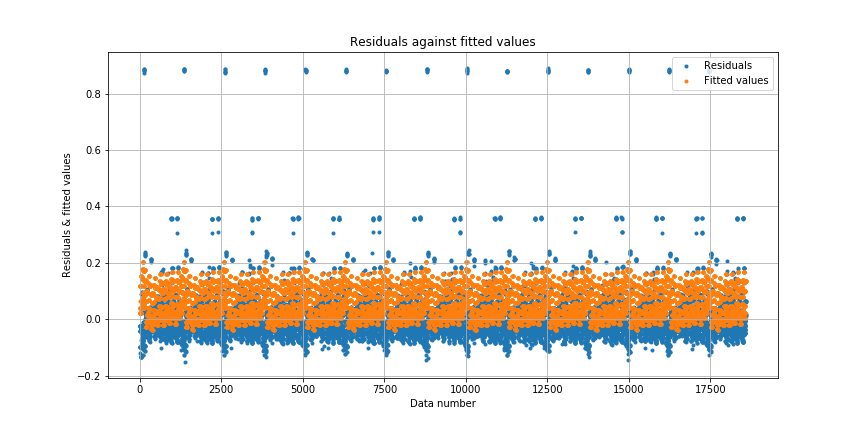 Residuals against fitted values
Residuals
Fitted values
Residuals & fitted values
0.8
0.6
0.4
0.2
0.0
−0.2
0 2500 5000 7500 10000 12500 15000 17500
Data number